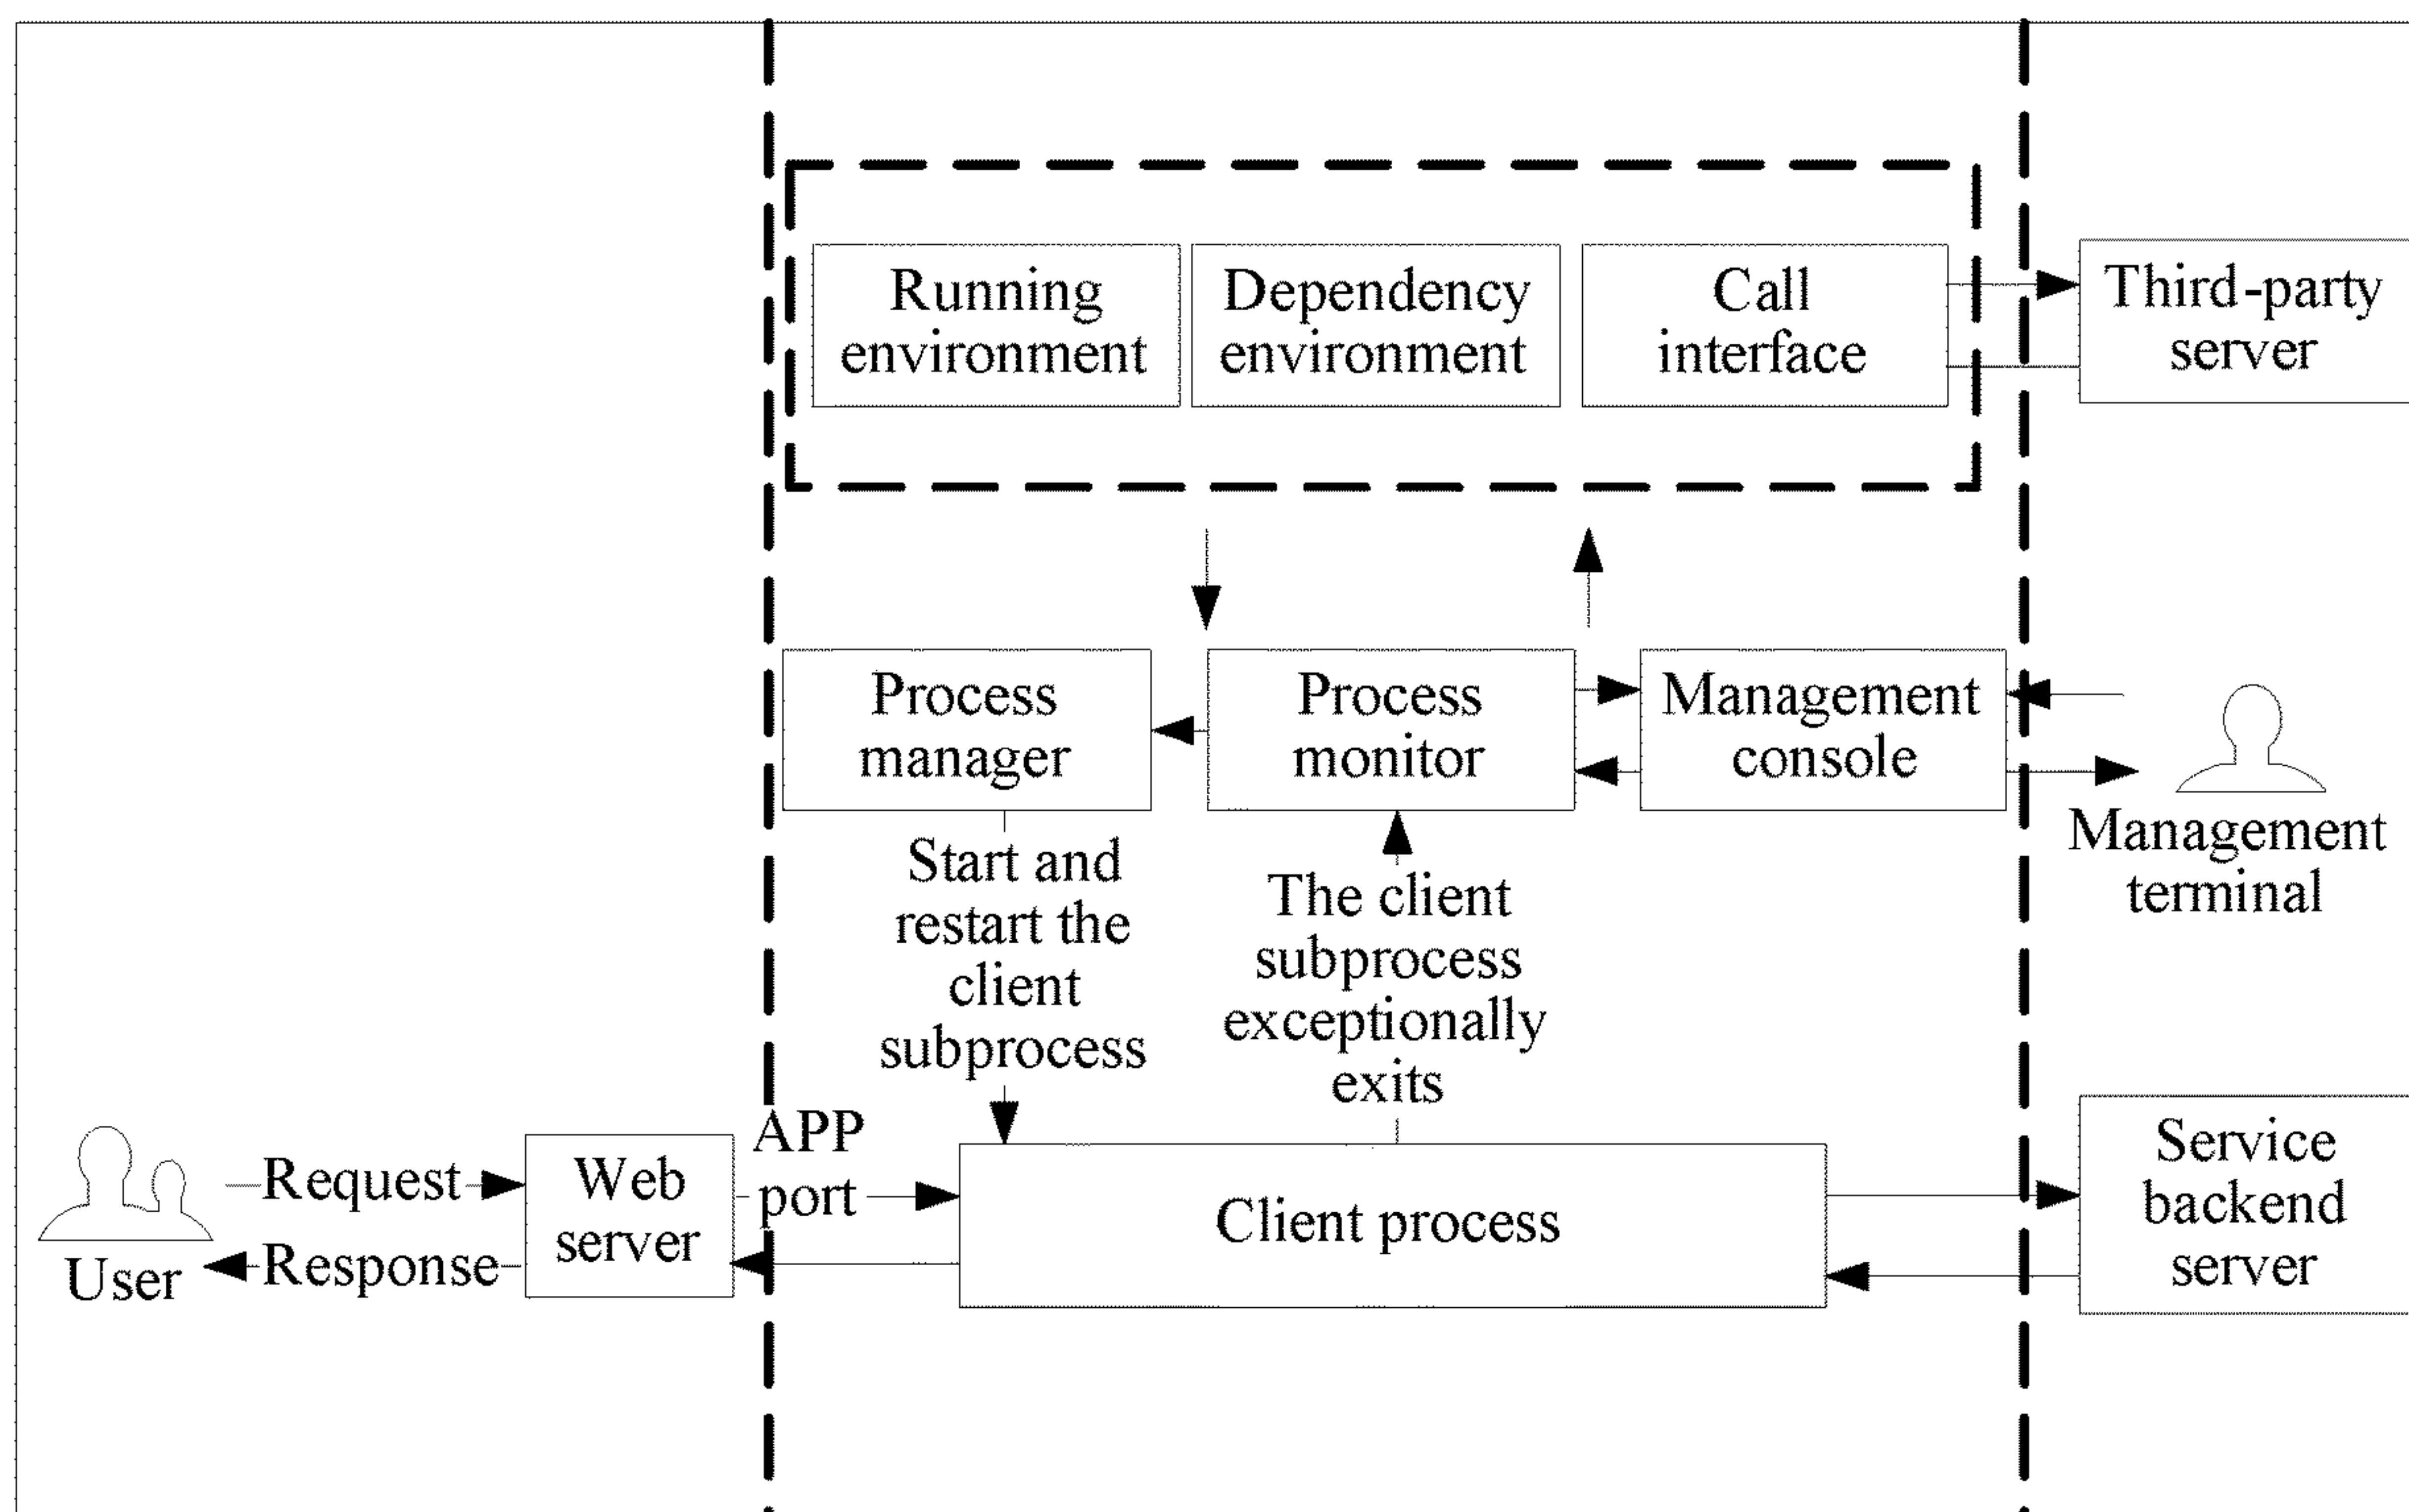 Running
environment
Dependency
environment
Call
interface
Third-party
server
Process
manager
Process
monitor
Management
console
Management
terminal
Start and
restart the
client
subprocess
The client
subprocess
exceptionally
exits
User
Request
Response
Web
server
APP
port
Client process
Service
backend
server